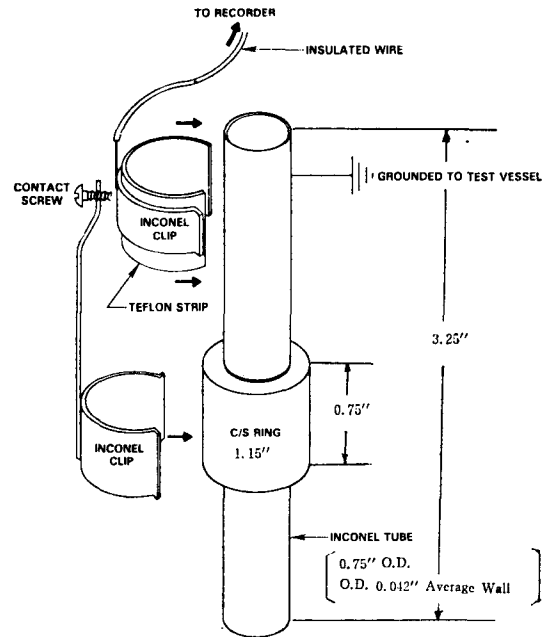 TO RECORDER
INSULATED WIRE
GROUNDED TO TEST VESSEL
CONTACT
SCREW
INCONEL
CLIP
TEFLON STRIP
3.25"
0.75"
C/S RING
1.15"
INCONEL
CLIP
INCONEL TUBE
0.75" O.D.
O.D. 0.042" Average Wall